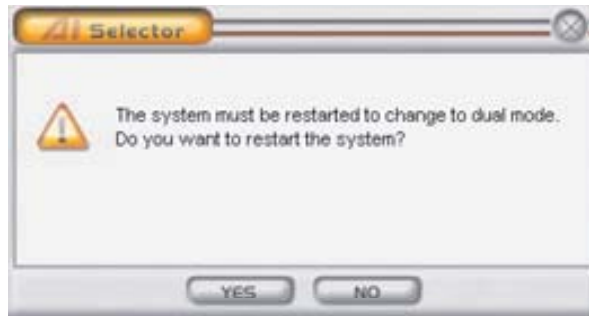 AI Selector
The system must be restarted to change to dual mode.
Do you want to restart the system?
YES NO